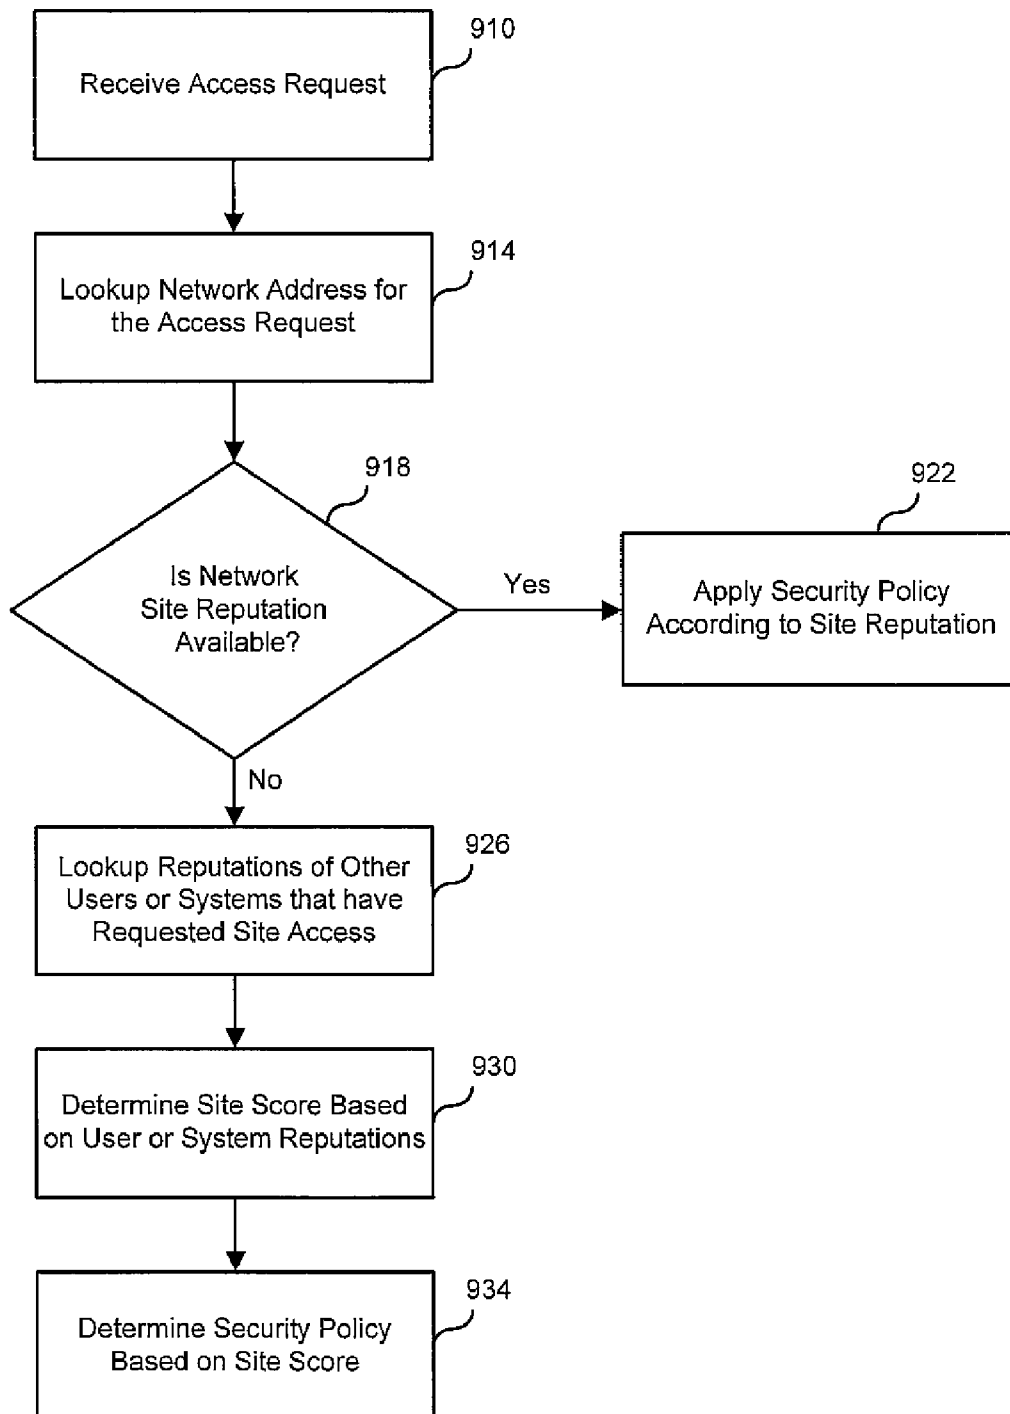 910
Receive Access Request
914
Lookup Network Address for
the Access Request
918
Is Network
Site Reputation
Available?
Yes
922
Apply Security Policy
According to Site Reputation
No
926
Lookup Reputations of Other
Users or Systems that have
Requested Site Access
930
Determine Site Score Based
on User or System Reputations
934
Determine Security Policy
Based on Site Score